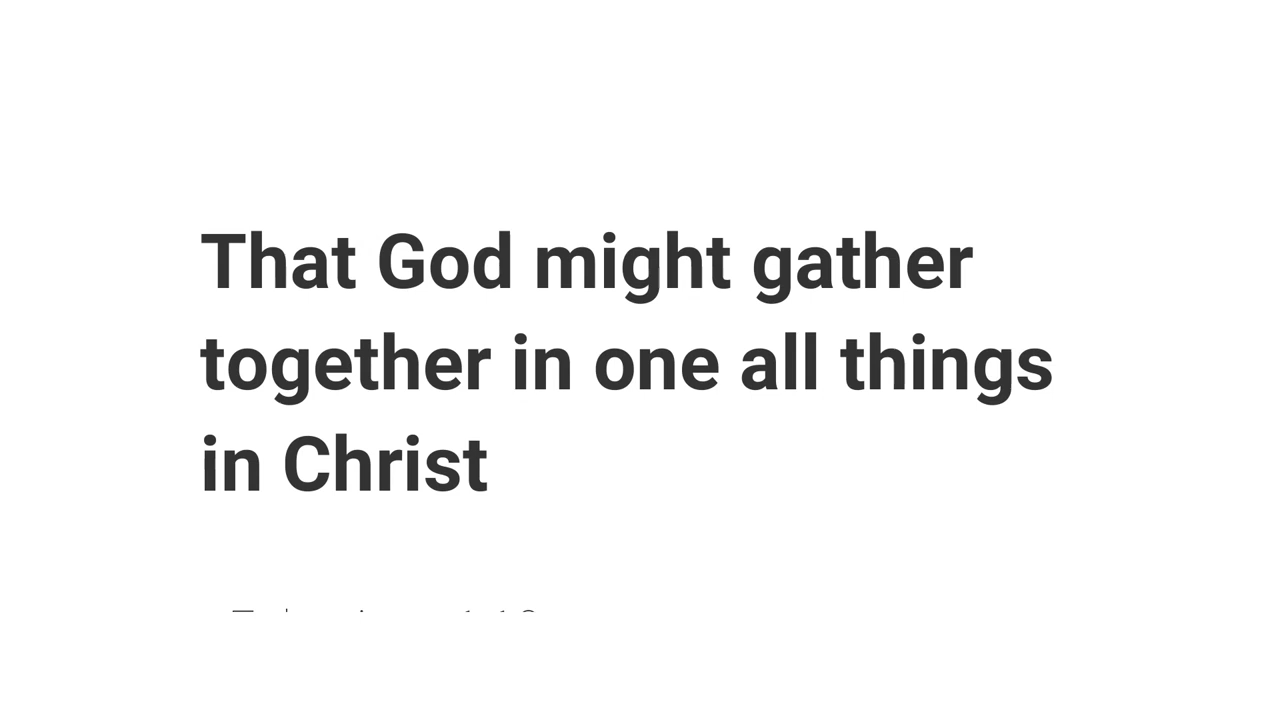 That God might gather
together in one all things
in Christ